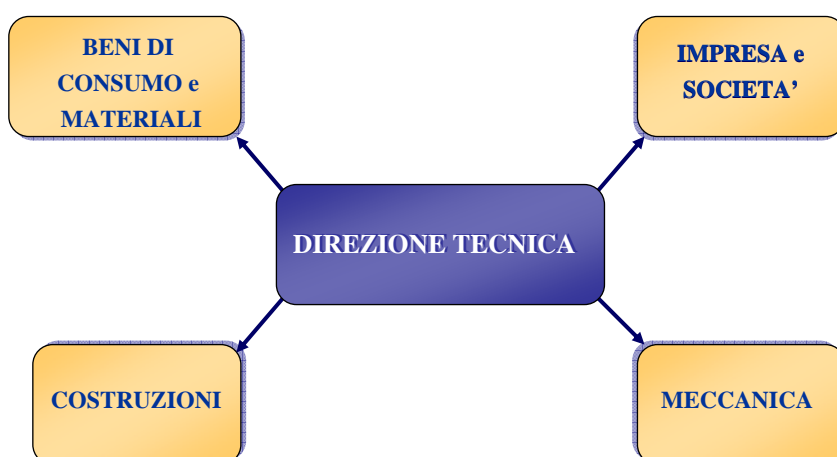 BENI DI
CONSUMO e
MATERIALI
IMPRESA e
SOCIETA’
DIREZIONE TECNICA
COSTRUZIONI
MECCANICA